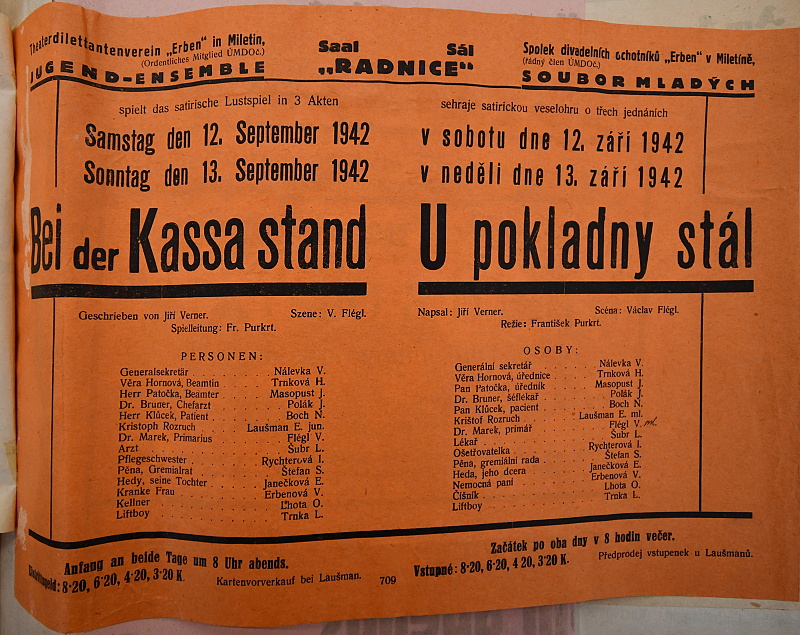 Theaterdilettantenverein „Erben" in Miletin,
(Ordentliches Mitglied ÚMDOč.)
JUGEND-ENSEMBLE
Saal Sál
„RADNICE"
Spolek divadelních ochotníků „Erben" v Miletíně,
(řádný člen ÚMDOč.)
SOUBOR MLADÝCH
spielt das satirische Lustspiel in 3 Akten
Samstag den 12. September 1942
Sonntag den 13. September 1942
Bei der Kassa stand
Geschrieben von Jiří Verner. Szene: V. Flégl.
Spielleitung: Fr. Purkrt.
PERSONEN:
Generalsekretär Nálevka V.
Věra Hornová, Beamtin Trnková H.
Herr Patočka, Beamter Masopust J.
Dr. Bruner, Chefarzt Polák J.
Herr Klůcek, Patient Boch N.
Kristoph Rozruch Laušman E. jun.
Dr. Marek, Primarius Flégl V.
Arzt Šubr L.
Pflegeschwester Rychterová I.
Pěna, Gremialrat Štefan S.
Hedy, seine Tochter Janečková E.
Kranke Frau Erbenová V.
Kellner Lhota O.
Liftboy Trnka L.
Anfang an beide Tage um 8 Uhr abends.
8·20, 6·20, 4·20, 3·20 K. Kartenvorverkauf bei Laušman. 709
sehraje satirickou veselohru o třech jednáních
v sobotu dne 12. září 1942
v neděli dne 13. září 1942
U pokladny stál
Napsal: Jiří Verner. Scéna: Václav Flégl.
Režie: František Purkrt.
OSOBY:
Generální sekretář Nálevka V.
Věra Hornová, úřednice Trnková H.
Pan Patočka, úředník Masopust J.
Dr. Bruner, šéflékař Polák J.
Pan Klůcek, pacient Boch N.
Krištof Rozruch Laušman E. ml.
Dr. Marek, primář Flégl V. ml.
Lékař Šubr L.
Ošetřovatelka Rychterová I.
Pěna, gremiální rada Štefan S.
Heda, jeho dcera Janečková E.
Nemocná paní Erbenová V.
Číšník Lhota O.
Liftboy Trnka L.
Začátek po oba dny v 8 hodin večer.
Vstupné: 8·20, 6·20, 4 20, 3·20 K. Předprodej vstupenek u Laušmanů.